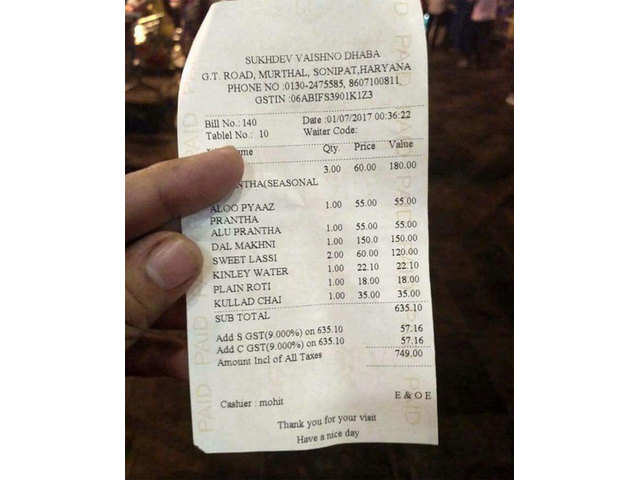 SUKHDEV VAISHNO DHABA
G.T. ROAD, MURTHAL, SONIPAT,HARYANA
PHONE NO :0130-2475585, 8607100811
GSTIN :06ABIFS3901K1Z3
Bill No.: 140 Date :01/07/2017 00:36:22
Tablel No.: 10 Waiter Code:
Qty. Price Value
3.00 60.00 180.00
NTHA(SEASONAL
ALOO PYAAZ 1.00 55.00 55.00
PRANTHA
ALU PRANTHA 1.00 55.00 55.00
DAL MAKHNI 1.00 150.0 150.00
SWEET LASSI 2.00 60.00 120.00
KINLEY WATER 1.00 22.10 22.10
PLAIN ROTI 1.00 18.00 18.00
KULLAD CHAI 1.00 35.00 35.00
SUB TOTAL 635.10
Add S GST(9.000%) on 635.10 57.16
Add C GST(9.000%) on 635.10 57.16
Amount Incl of All Taxes 749.00
Cashier : mohit E & O E
Thank you for your visit
Have a nice day
PAID PAID
PAID